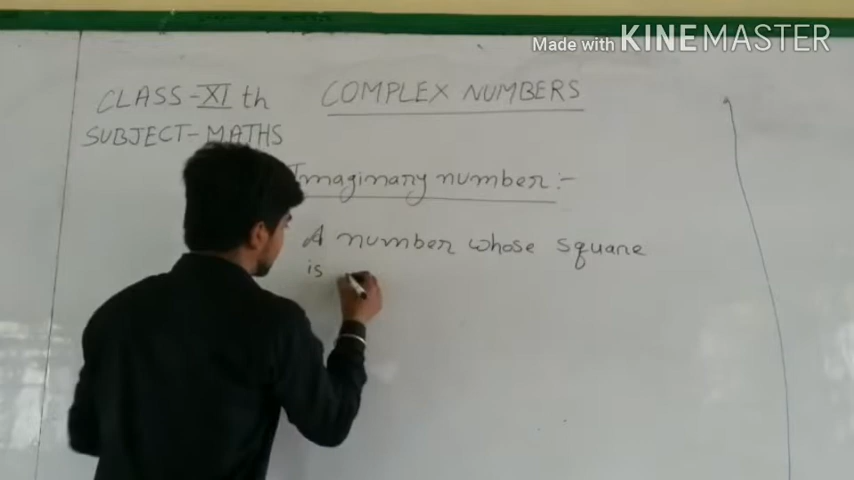 Made with KINEMASTER
CLASS-XI th
COMPLEX NUMBERS
SUBJECT-MATHS
Imaginary number:-
A number whose square
is